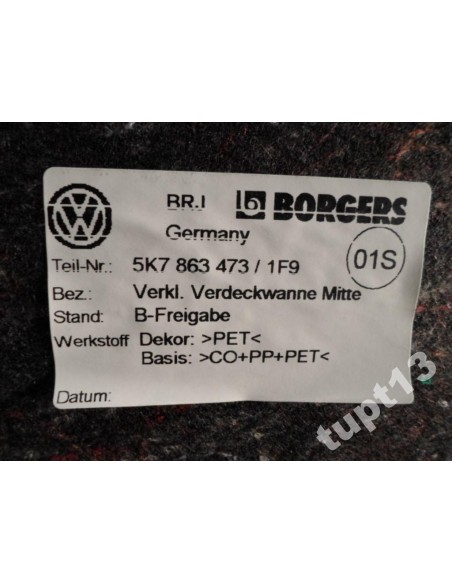 BR.I BORGERS
Germany
01S
Teil-Nr.: 5K7 863 473 / 1F9
Bez.: Verkl. Verdeckwanne Mitte
Stand: B-Freigabe
Werkstoff Dekor: >PET<
Basis: >CO+PP+PET<
Datum:
tupt13